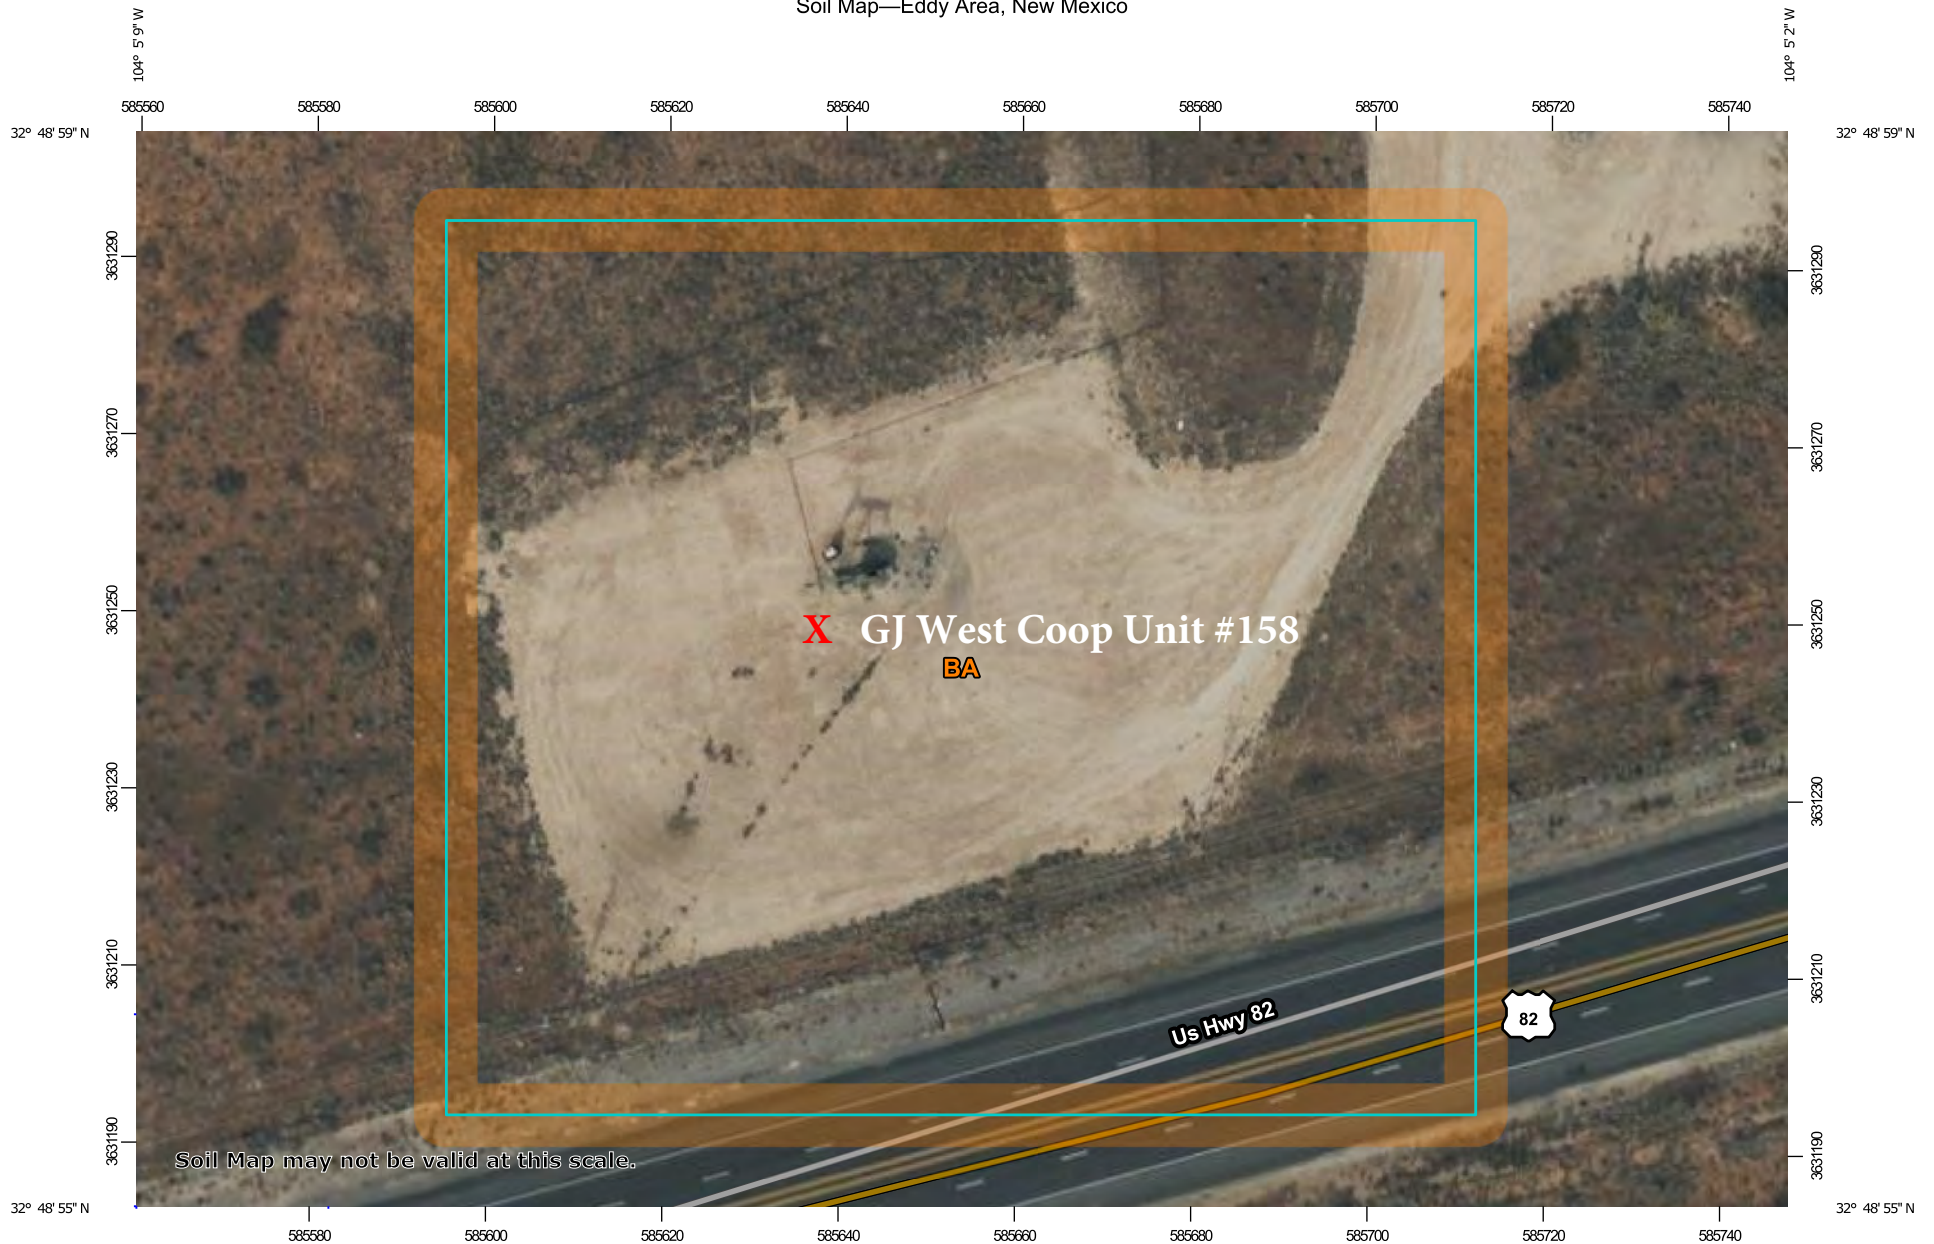 Soil Map—Eddy Area, New Mexico
104° 5' 9" W
104° 5' 2" W
585560 585580 585600 585620 585640 585660 585680 585700 585720 585740
32° 48' 59" N
32° 48' 59" N
3631290
3631290
3631270
3631270
3631250
3631250
X GJ West Coop Unit #158
BA
3631230
3631230
3631210
3631210
Us Hwy 82
82
3631190
3631190
Soil Map may not be valid at this scale.
32° 48' 55" N
32° 48' 55" N
585580 585600 585620 585640 585660 585680 585700 585720 585740